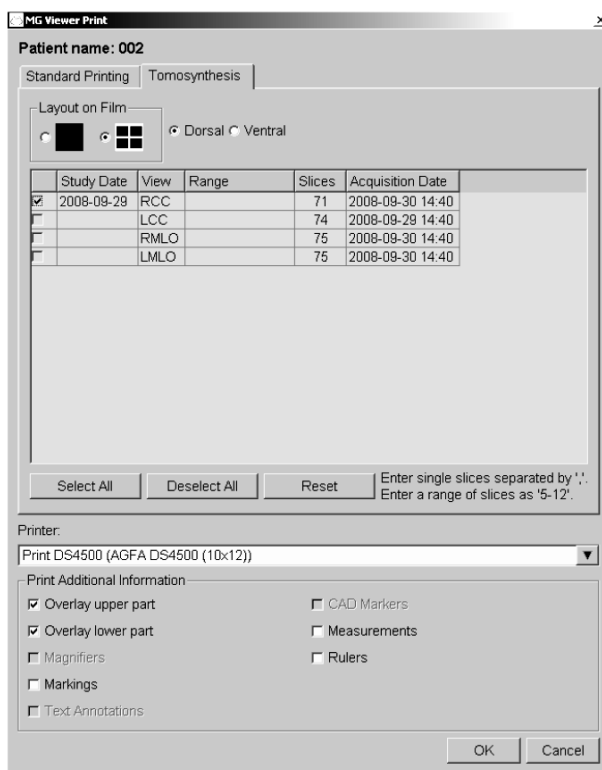 MG Viewer Print
Patient name: 002
Standard Printing Tomosynthesis
Layout on Film
Dorsal Ventral
Study Date View Range Slices Acquisition Date
2008-09-29 RCC 71 2008-09-30 14:40
LCC 74 2008-09-29 14:40
RMLO 75 2008-09-30 14:40
LMLO 75 2008-09-30 14:40
Select All Deselect All Reset Enter single slices separated by ','.
Enter a range of slices as '5-12'.
Printer:
Print DS4500 (AGFA DS4500 (10x12))
Print Additional Information
Overlay upper part CAD Markers
Overlay lower part Measurements
Magnifiers Rulers
Markings
Text Annotations
OK Cancel